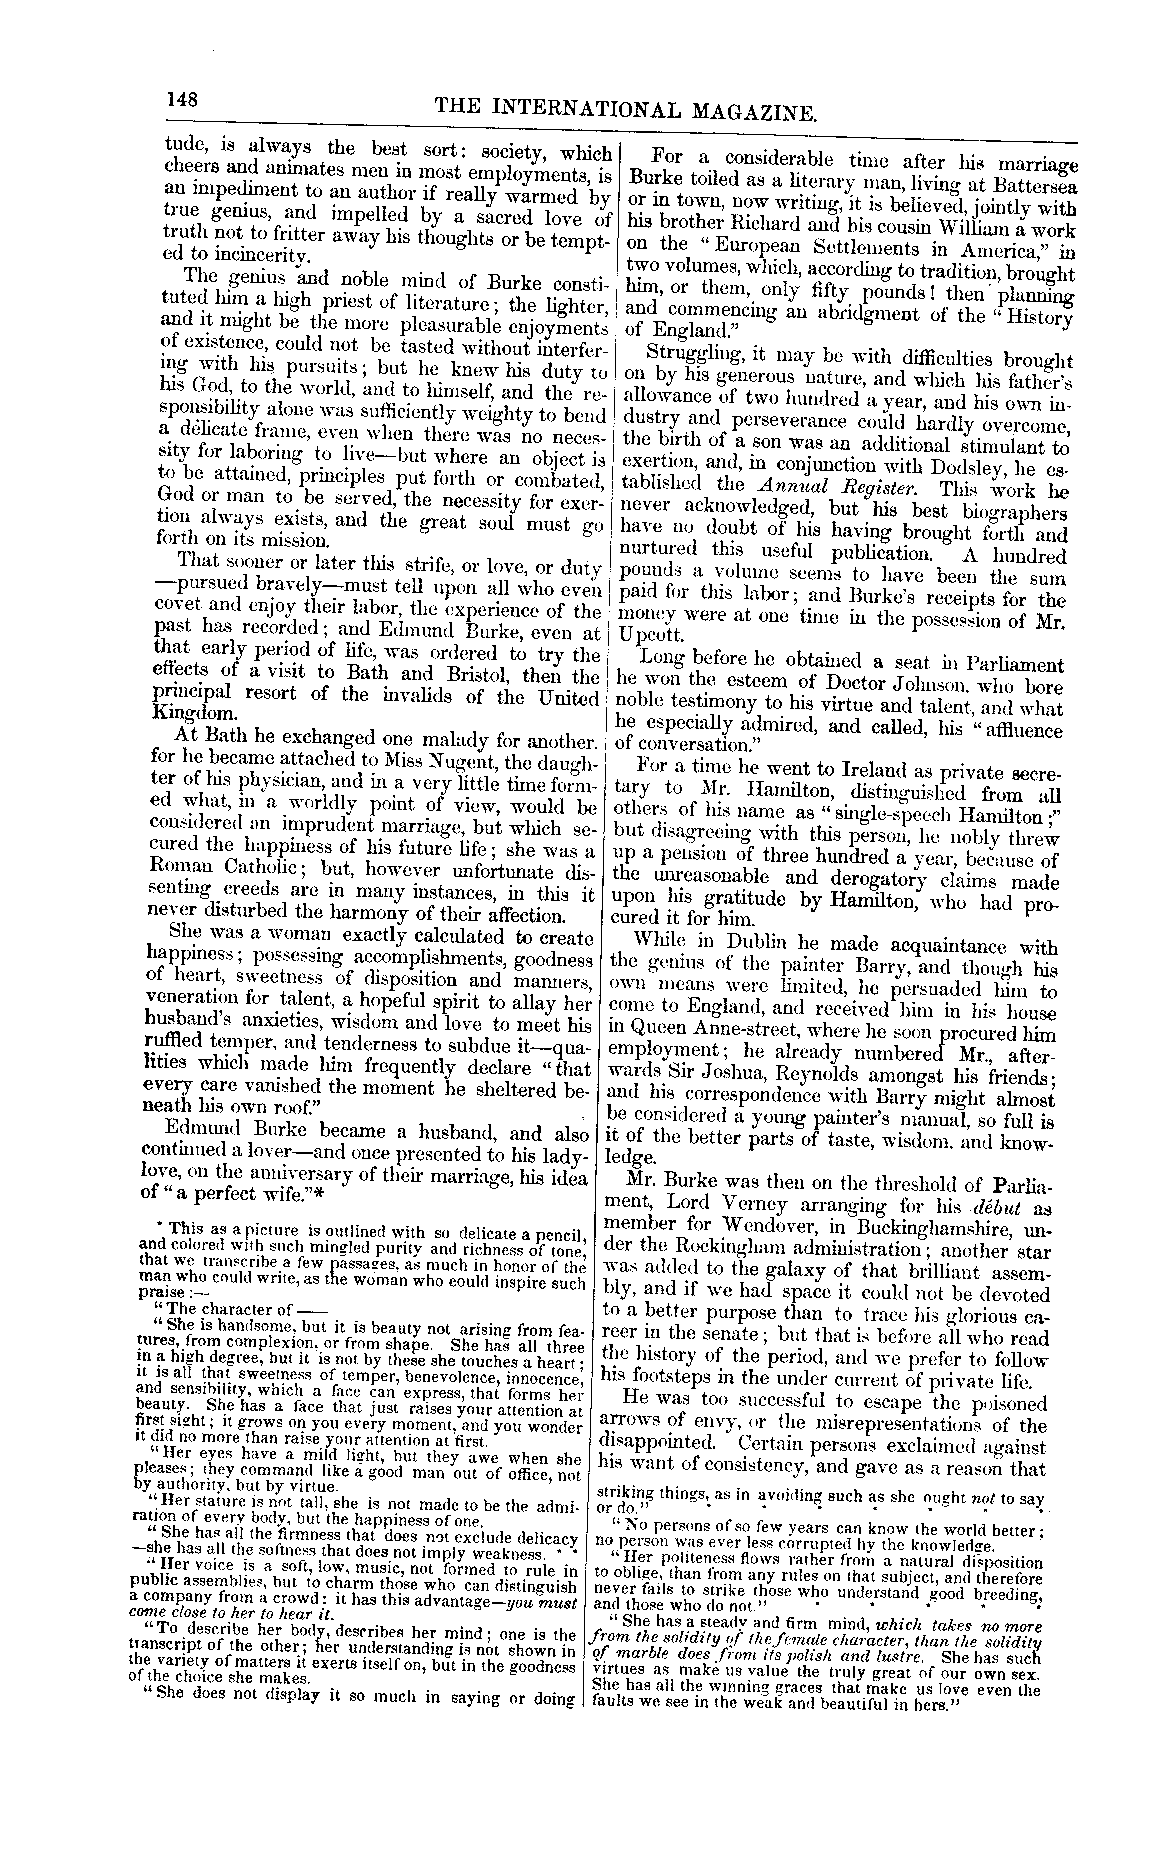 148
THE INTERNATIONAL MAGAZINE.
tude, is always the best sort: society, which
cheers and animates men in most employments, is
an impediment to an author if really warmed by
true genius, and impelled by a sacred love of
truth not to fritter away his thoughts or be tempt-
ed to incincerity.
The genius and noble mind of Burke consti-
tuted him a high priest of literature; the lighter,
and it might be the more pleasurable enjoyments
of existence, could not be tasted without interfer-
ing with his pursuits; but he knew his duty to
his God, to the world, and to himself, and the re-
sponsibility alone was sufficiently weighty to bend
a delicate frame, even when there was no neces-
sity for laboring to live—but where an object is
to be attained, principles put forth or combated,
God or man to be served, the necessity for exer-
tion always exists, and the great soul must go
forth on its mission.
That sooner or later this strife, or love, or duty
—pursued bravely—must tell upon all who even
covet and enjoy their labor, the experience of the
past has recorded; and Edmund Burke, even at
that early period of life, was ordered to try the
effects of a visit to Bath and Bristol, then the
principal resort of the invalids of the United
Kingdom.
At Bath he exchanged one malady for another.
for he became attached to Miss Nugent, the daugh-
ter of his physician, and in a very little time form-
ed what, in a worldly point of view, would be
considered an imprudent marriage, but which se-
cured the happiness of his future life; she was a
Roman Catholic; but, however unfortunate dis-
senting creeds are in many instances, in this it
never disturbed the harmony of their affection.
She was a woman exactly calculated to create
happiness; possessing accomplishments, goodness
of heart, sweetness of disposition and manners,
veneration for talent, a hopeful spirit to allay her
husband's anxieties, wisdom and love to meet his
ruffled temper, and tenderness to subdue it—qua-
lities which made him frequently declare "that
every care vanished the moment he sheltered be-
neath his own roof."
Edmund Burke became a husband, and also
continued a lover—and once presented to his lady-
love, on the anniversary of their marriage, his idea
of "a perfect wife."*
* This as a picture is outlined with so delicate a pencil,
and colored with such mingled purity and richness of tone,
that we transcribe a few passages, as much in honor of the
man who could write, as the woman who could inspire such
praise:—
"The character of ——
"She is handsome, but it is beauty not arising from fea-
tures, from complexion, or from shape. She has all three
in a high degree, but it is not by these she touches a heart;
it is all that sweetness of temper, benevolence, innocence,
and sensibility, which a face can express, that forms her
beauty. She has a face that just raises your attention at
first sight; it grows on you every moment, and you wonder
it did no more than raise your attention at first.
"Her eyes have a mild light, but they awe when she
pleases; they command like a good man out of office, not
by authority, but by virtue.
"Her stature is not tall, she is not made to be the admi-
ration of every body, but the happiness of one.
"She has all the firmness that does not exclude delicacy
—she has all the softness that does not imply weakness. * *
"Her voice is a soft, low, music, not formed to rule in
public assemblies, but to charm those who can distinguish
a company from a crowd: it has this advantage—you must
come close to her to hear it.
"To describe her body, describes her mind; one is the
transcript of the other; her understanding is not shown in
the variety of matters it exerts itself on, but in the goodness
of the choice she makes.
"She does not display it so much in saying or doing
For a considerable time after his marriage
Burke toiled as a literary man, living at Battersea
or in town, now writing, it is believed, jointly with
his brother Richard and his cousin William a work
on the "European Settlements in America," in
two volumes, which, according to tradition, brought
him, or them, only fifty pounds! then planning
and commencing an abridgment of the "History
of England."
Struggling, it may be with difficulties brought
on by his generous nature, and which his father's
allowance of two hundred a year, and his own in-
dustry and perseverance could hardly overcome,
the birth of a son was an additional stimulant to
exertion, and, in conjunction with Dodsley, he es-
tablished the Annual Register. This work he
never acknowledged, but his best biographers
have no doubt of his having brought forth and
nurtured this useful publication. A hundred
pounds a volume seems to have been the sum
paid for this labor; and Burke's receipts for the
money were at one time in the possession of Mr.
Upcott.
Long before he obtained a seat in Parliament
he won the esteem of Doctor Johnson, who bore
noble testimony to his virtue and talent, and what
he especially admired, and called, his "affluence
of conversation."
For a time he went to Ireland as private secre-
tary to Mr. Hamilton, distinguished from all
others of his name as "single-speech Hamilton;"
but disagreeing with this person, he nobly threw
up a pension of three hundred a year, because of
the unreasonable and derogatory claims made
upon his gratitude by Hamilton, who had pro-
cured it for him.
While in Dublin he made acquaintance with
the genius of the painter Barry, and though his
own means were limited, he persuaded him to
come to England, and received him in his house
in Queen Anne-street, where he soon procured him
employment; he already numbered Mr., after-
wards Sir Joshua, Reynolds amongst his friends;
and his correspondence with Barry might almost
be considered a young painter's manual, so full is
it of the better parts of taste, wisdom, and know-
ledge.
Mr. Burke was then on the threshold of Parlia-
ment, Lord Verney arranging for his début as
member for Wendover, in Buckinghamshire, un-
der the Rockingham administration; another star
was added to the galaxy of that brilliant assem-
bly, and if we had space it could not be devoted
to a better purpose than to trace his glorious ca-
reer in the senate; but that is before all who read
the history of the period, and we prefer to follow
his footsteps in the under current of private life.
He was too successful to escape the poisoned
arrows of envy, or the misrepresentations of the
disappointed. Certain persons exclaimed against
his want of consistency, and gave as a reason that
striking things, as in avoiding such as she ought not to say
or do." * * * * * * *
"No persons of so few years can know the world better;
no person was ever less corrupted by the knowledge.
"Her politeness flows rather from a natural disposition
to oblige, than from any rules on that subject, and therefore
never fails to strike those who understand good breeding,
and those who do not." * * * * *
"She has a steady and firm mind, which takes no more
from the solidity of the female character, than the solidity
of marble does from its polish and lustre. She has such
virtues as make us value the truly great of our own sex.
She has all the winning graces that make us love even the
faults we see in the weak and beautiful in hers."